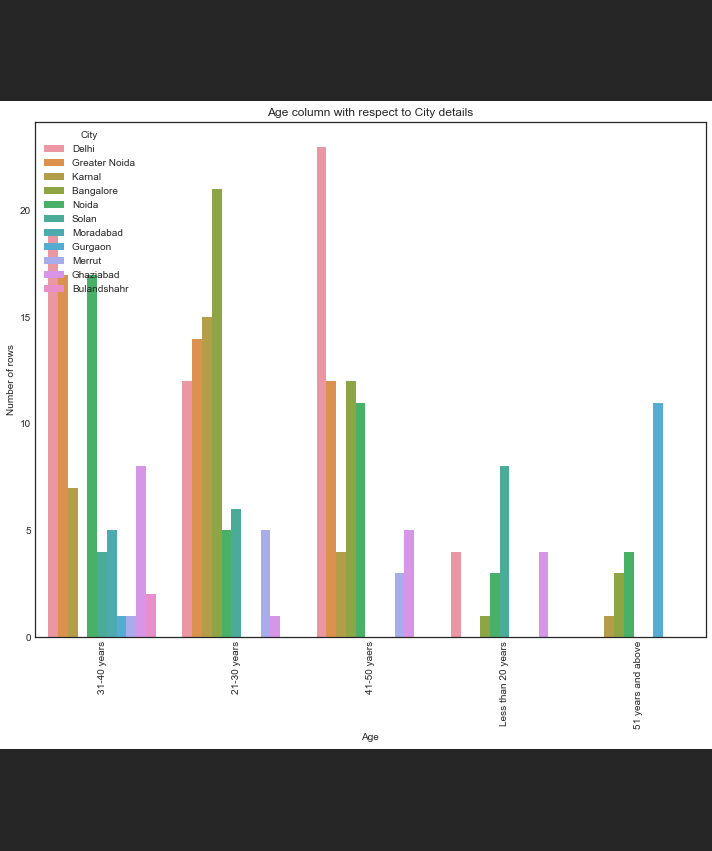 Age column with respect to City details
City
Delhi
Greater Noida
Karnal
Bangalore
Noida
Solan
Moradabad
Gurgaon
Merrut
Ghaziabad
Bulandshahr
20
15
10
5
0
Number of rows
31-40 years
21-30 years
41-50 yaers
Less than 20 years
51 years and above
Age